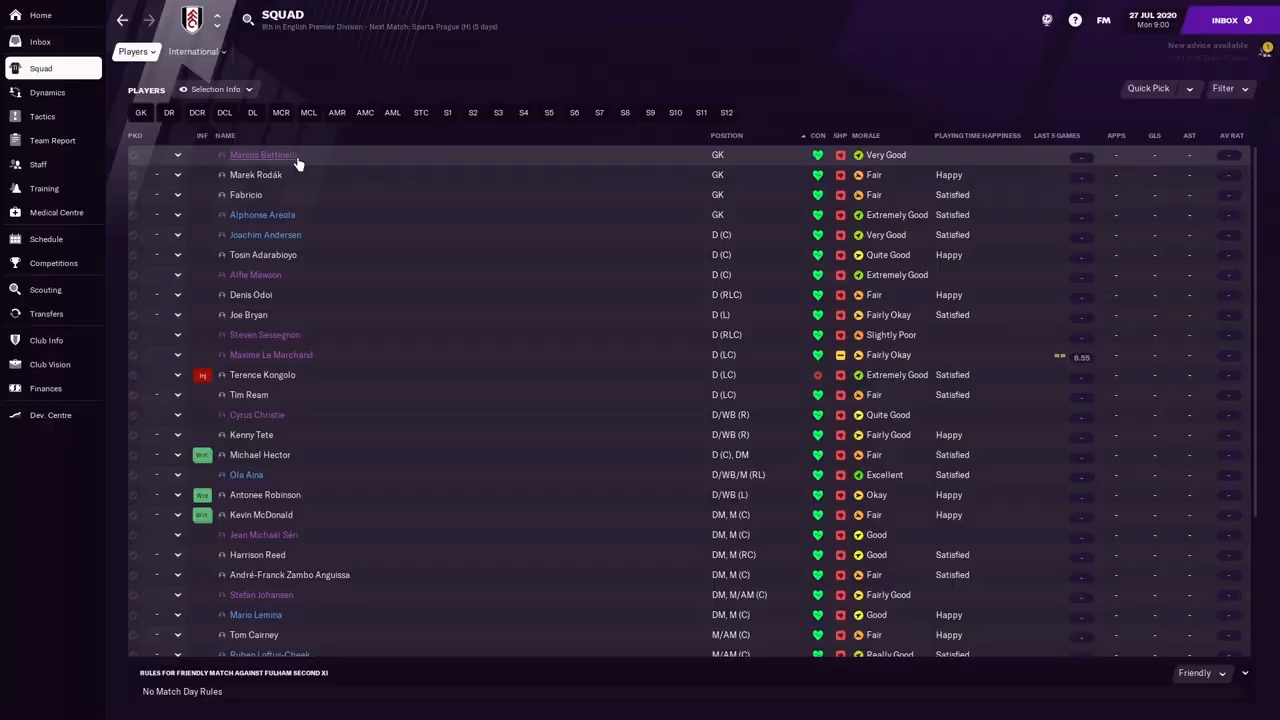 Home
SQUAD
8th in English Premier Division - Next Match: Sparta Prague (H) (5 days)
FM
27 JUL 2020
Mon 9:00
INBOX
Inbox
Squad
Dynamics
Tactics
Team Report
Staff
Training
Medical Centre
Schedule
Competitions
Scouting
Transfers
Club Info
Club Vision
Finances
Dev. Centre
Players
International
New advice available
PLAYERS
Selection Info
Quick Pick
Filter
GK DR DCR DCL DL MCR MCL AMR AMC AML STC S1 S2 S3 S4 S5 S6 S7 S8 S9 S10 S11 S12
PKD INF NAME POSITION CON SHP MORALE PLAYING TIME HAPPINESS LAST 5 GAMES APPS GLS AST AV RAT
- Marcus Bettinelli GK Very Good - - - - -
- Marek Rodák GK Fair Happy - - - - -
- Fabricio GK Fair Satisfied - - - - -
- Alphonse Areola GK Extremely Good Satisfied - - - - -
- Joachim Andersen D (C) Very Good Satisfied - - - - -
- Tosin Adarabioyo D (C) Quite Good Happy - - - - -
- Alfie Mawson D (C) Extremely Good - - - - -
- Denis Odoi D (RLC) Fair Happy - - - - -
- Joe Bryan D (L) Fairly Okay Satisfied - - - - -
- Steven Sessegnon D (RLC) Slightly Poor - - - - -
- Maxime Le Marchand D (LC) Fairly Okay 6.55 - - - -
- Inj Terence Kongolo D (LC) Extremely Good Satisfied - - - - -
- Tim Ream D (LC) Fair Satisfied - - - - -
- Cyrus Christie D/WB (R) Quite Good - - - - -
- Kenny Tete D/WB (R) Fairly Good Happy - - - - -
- Wnt Michael Hector D (C), DM Fair Satisfied - - - - -
- Ola Aina D/WB/M (RL) Excellent Satisfied - - - - -
- Wnt Antonee Robinson D/WB (L) Okay Happy - - - - -
- Wnt Kevin McDonald DM, M (C) Fair Happy - - - - -
- Jean Michaël Séri DM, M (C) Good - - - - -
- Harrison Reed DM, M (RC) Good Satisfied - - - - -
- André-Franck Zambo Anguissa DM, M (C) Fair Satisfied - - - - -
- Stefan Johansen DM, M/AM (C) Fairly Good - - - - -
- Mario Lemina DM, M (C) Good Happy - - - - -
- Tom Cairney M/AM (C) Fair Happy - - - - -
- Ruben Loftus-Cheek M/AM (C) Really Good Satisfied - - - -
RULES FOR FRIENDLY MATCH AGAINST FULHAM SECOND XI
Friendly
No Match Day Rules